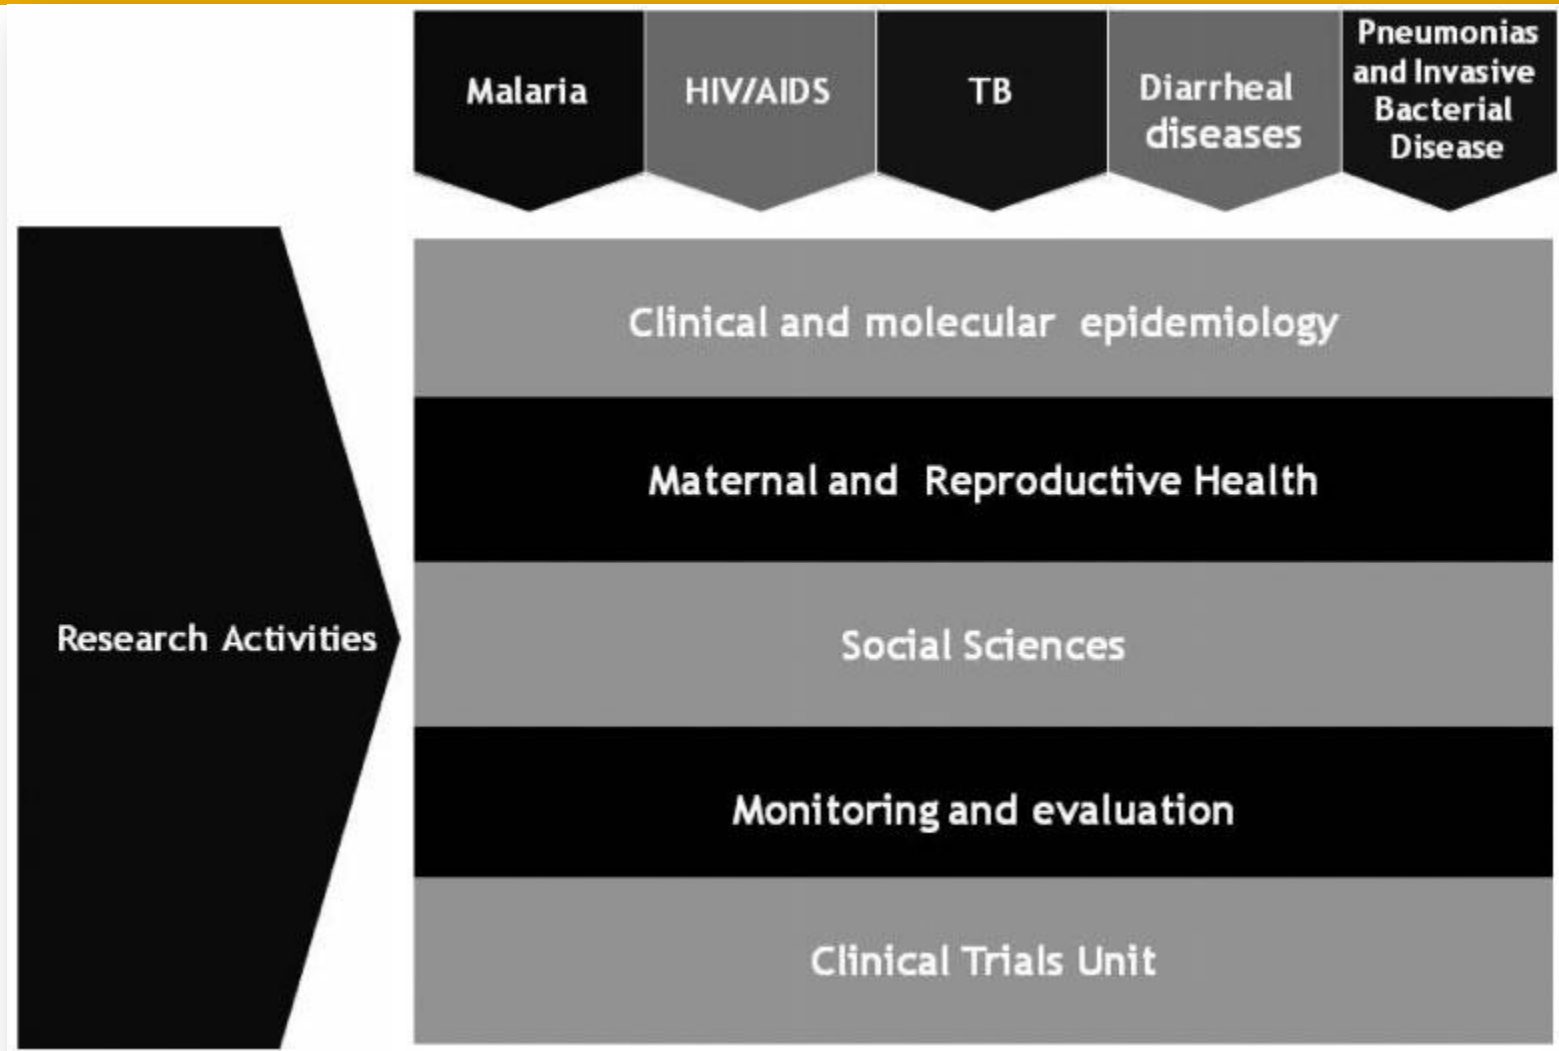 Malaria
HIV/AIDS
TB
Diarrheal
diseases
Pneumonias
and Invasive
Bacterial
Disease
Research Activities
Clinical and molecular epidemiology
Maternal and Reproductive Health
Social Sciences
Monitoring and evaluation
Clinical Trials Unit